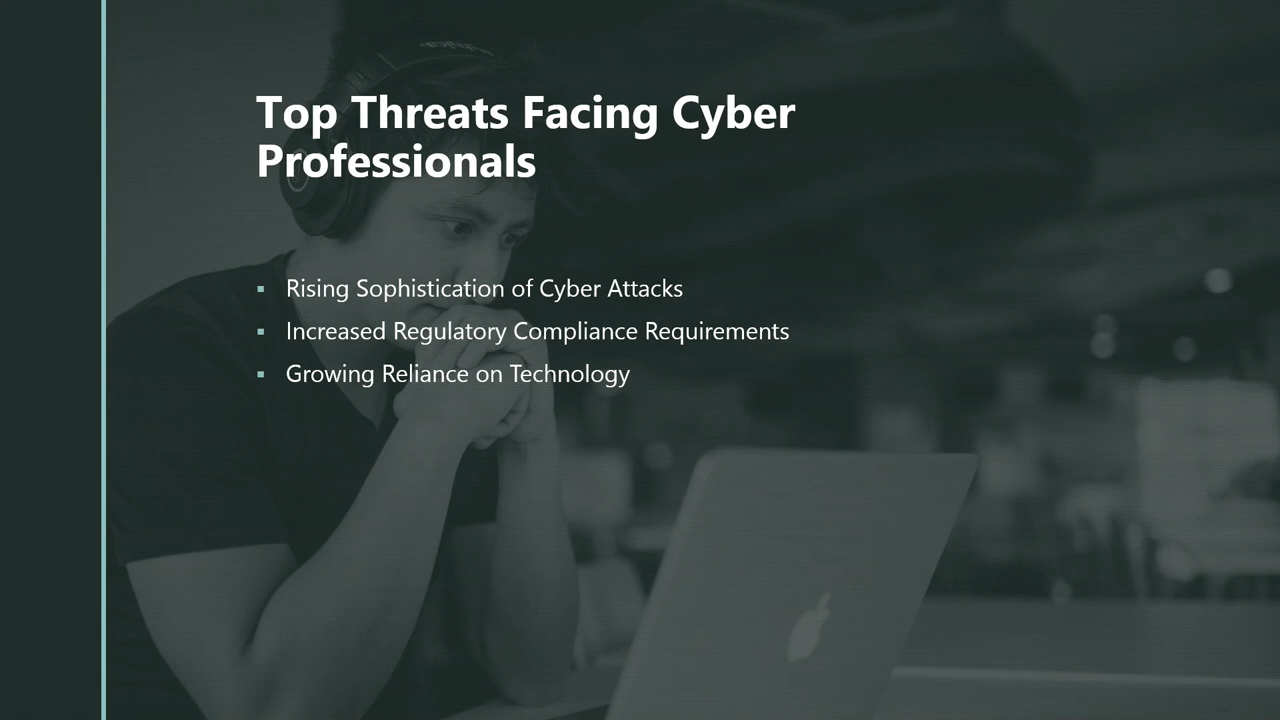 Top Threats Facing Cyber
Professionals
Rising Sophistication of Cyber Attacks
Increased Regulatory Compliance Requirements
Growing Reliance on Technology